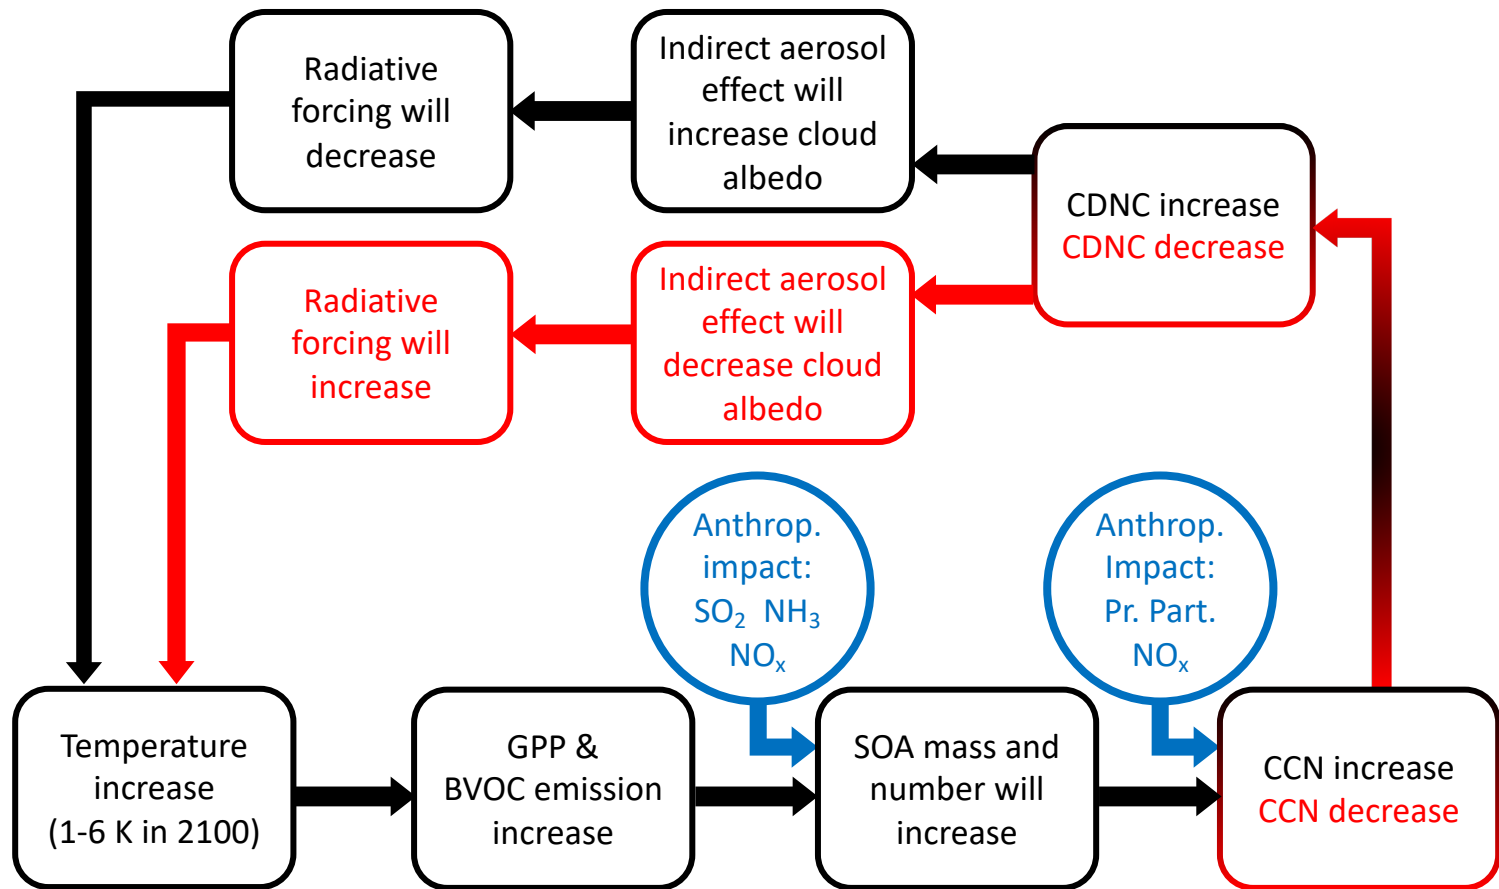 Radiative
forcing will
decrease
Indirect aerosol
effect will
increase cloud
albedo
CDNC increase
CDNC decrease
Radiative
forcing will
increase
Indirect aerosol
effect will
decrease cloud
albedo
Anthrop.
impact:
SO₂ NH₃
NOₓ
Anthrop.
Impact:
Pr. Part.
NOₓ
Temperature
increase
(1-6 K in 2100)
GPP &
BVOC emission
increase
SOA mass and
number will
increase
CCN increase
CCN decrease